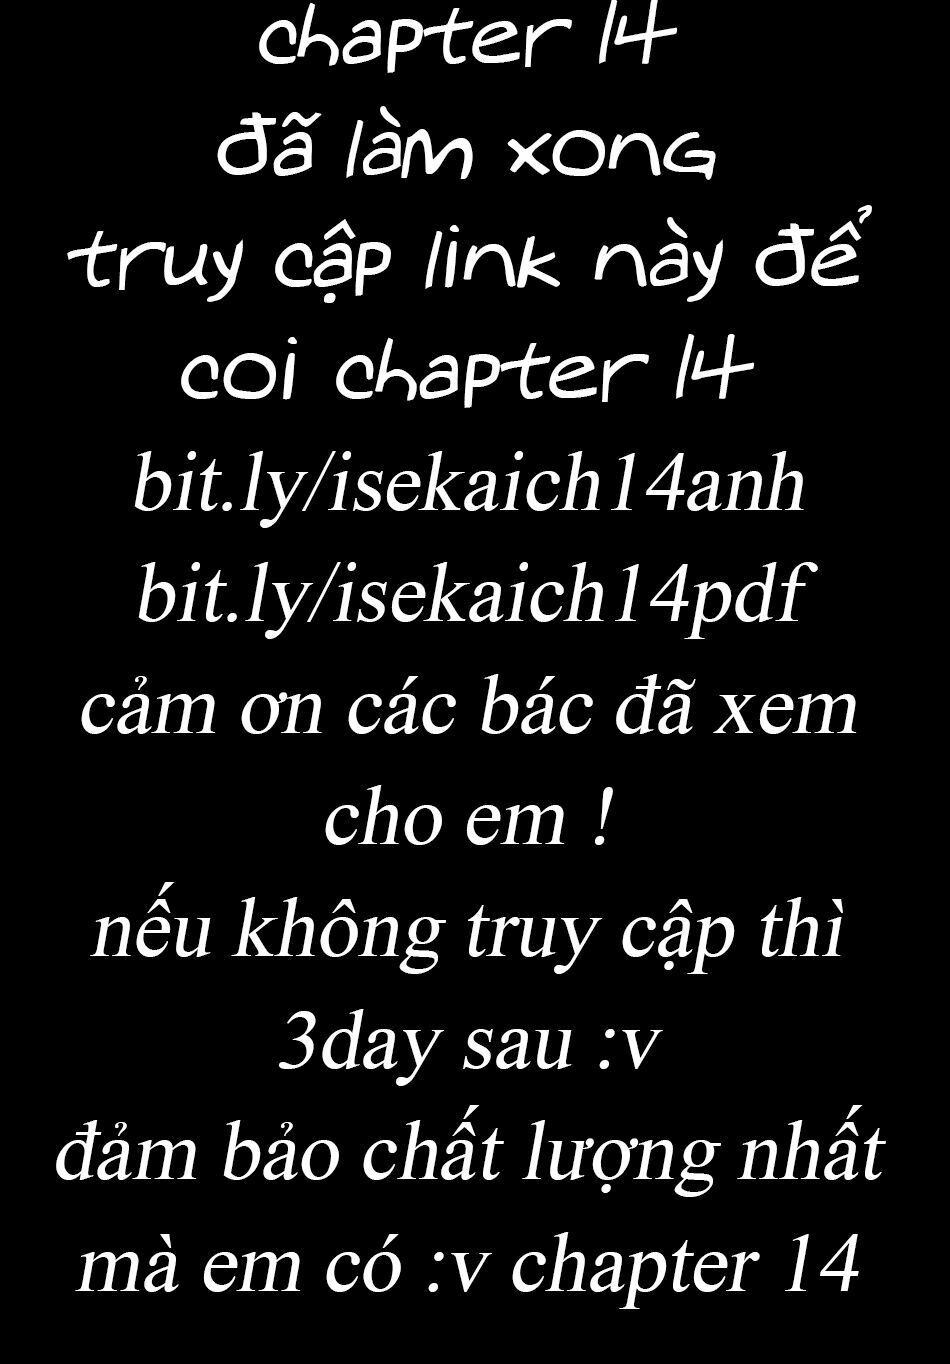 chapter 14
đã làm xong
truy cập link này để
coi chapter 14
bit.ly/isekaich14anh
bit.ly/isekaich14pdf
cảm ơn các bác đã xem
cho em !
nếu không truy cập thì
3day sau :v
đảm bảo chất lượng nhất
mà em có :v chapter 14